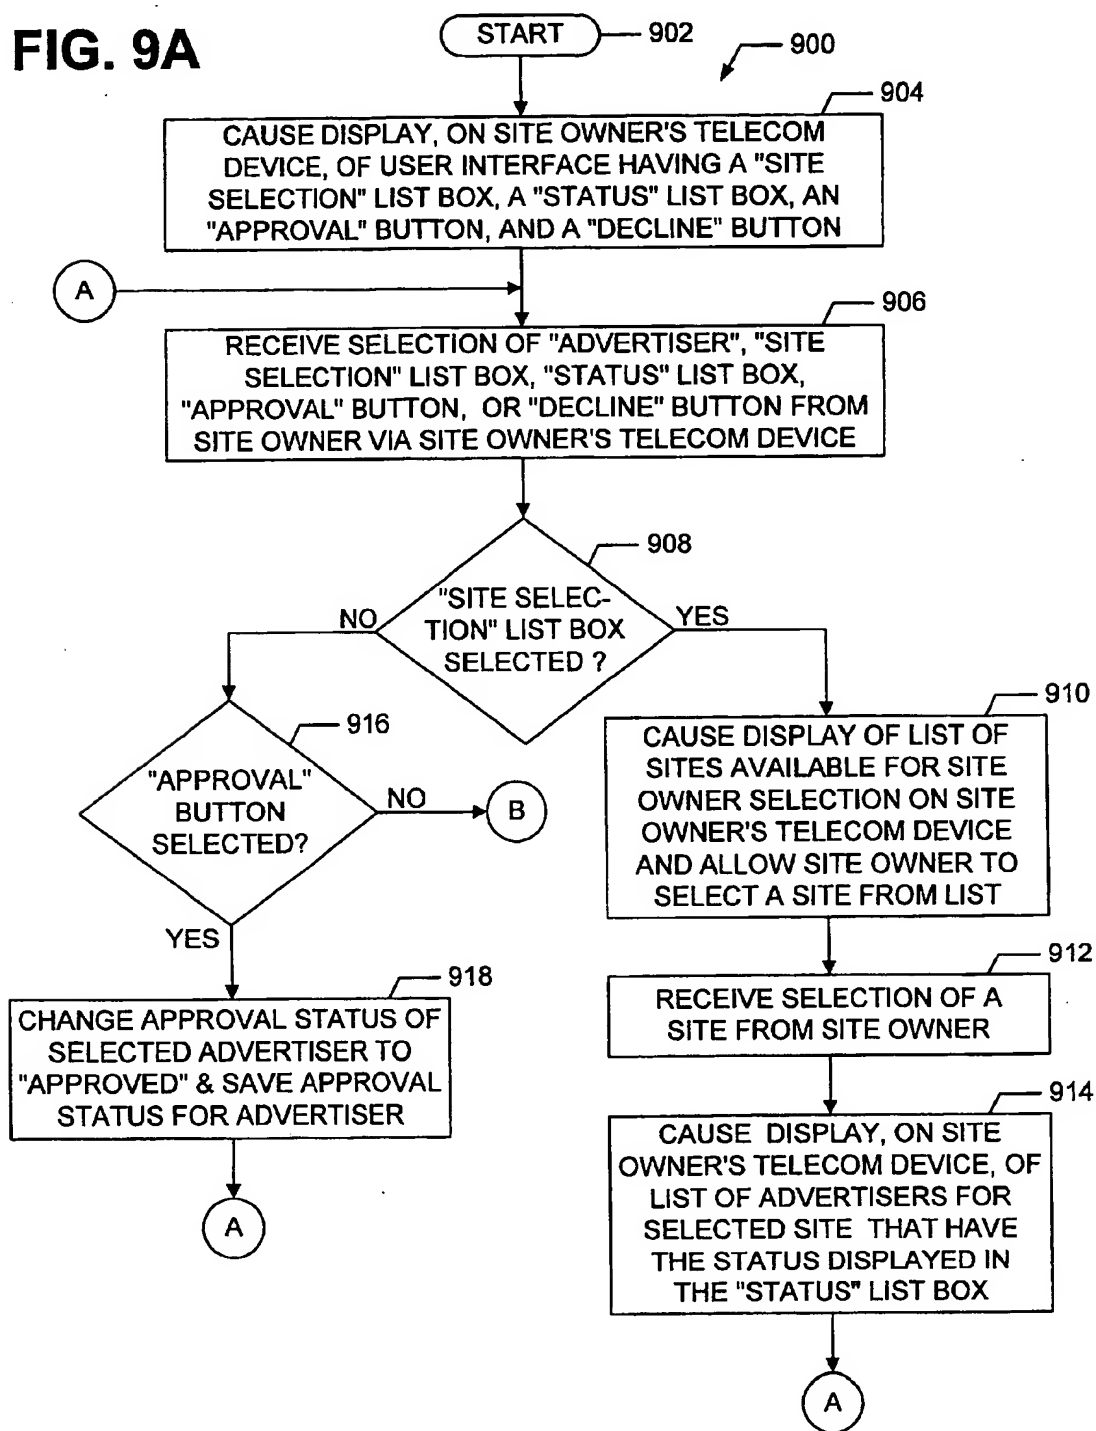 FIG. 9A
START
902
900
904
CAUSE DISPLAY, ON SITE OWNER'S TELECOM
DEVICE, OF USER INTERFACE HAVING A "SITE
SELECTION" LIST BOX, A "STATUS" LIST BOX, AN
"APPROVAL" BUTTON, AND A "DECLINE" BUTTON
A
906
RECEIVE SELECTION OF "ADVERTISER", "SITE
SELECTION" LIST BOX, "STATUS" LIST BOX,
"APPROVAL" BUTTON, OR "DECLINE" BUTTON FROM
SITE OWNER VIA SITE OWNER'S TELECOM DEVICE
908
"SITE SELEC-
TION" LIST BOX
SELECTED ?
NO
YES
916
"APPROVAL"
BUTTON
SELECTED?
NO
B
YES
918
CHANGE APPROVAL STATUS OF
SELECTED ADVERTISER TO
"APPROVED" & SAVE APPROVAL
STATUS FOR ADVERTISER
A
910
CAUSE DISPLAY OF LIST OF
SITES AVAILABLE FOR SITE
OWNER SELECTION ON SITE
OWNER'S TELECOM DEVICE
AND ALLOW SITE OWNER TO
SELECT A SITE FROM LIST
912
RECEIVE SELECTION OF A
SITE FROM SITE OWNER
914
CAUSE DISPLAY, ON SITE
OWNER'S TELECOM DEVICE, OF
LIST OF ADVERTISERS FOR
SELECTED SITE THAT HAVE
THE STATUS DISPLAYED IN
THE "STATUS" LIST BOX
A